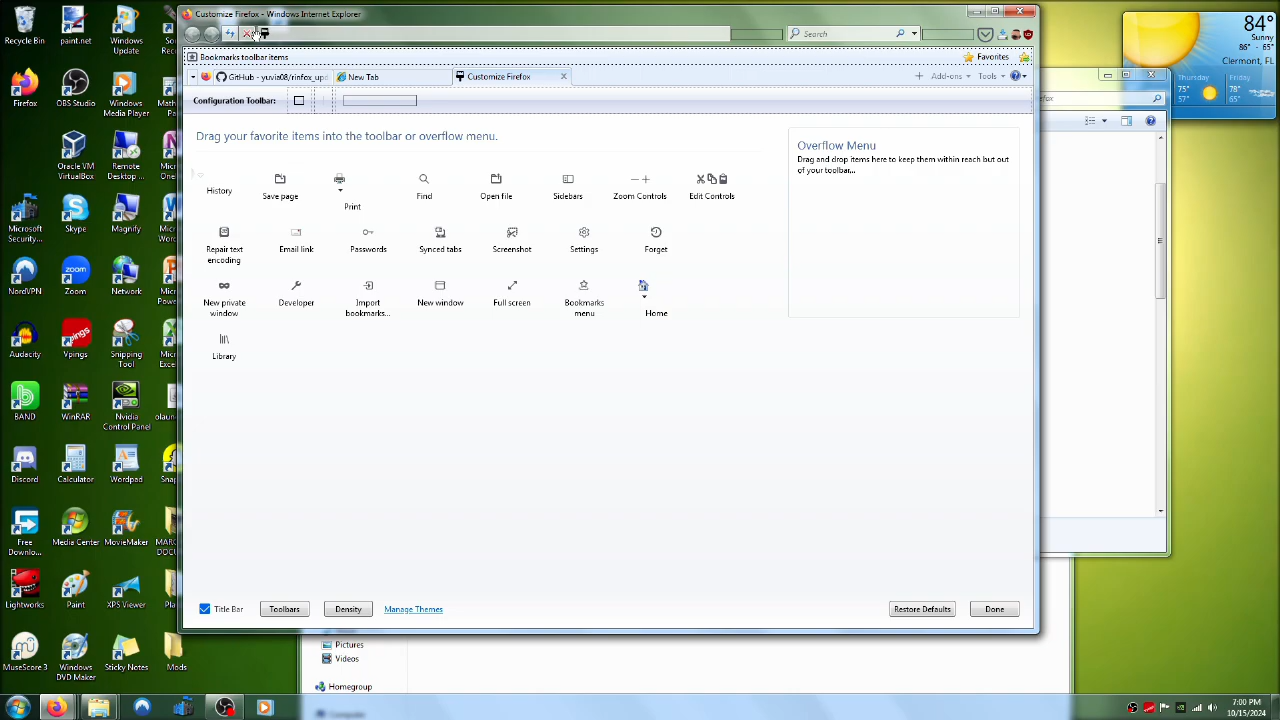 Customize Firefox - Windows Internet Explorer
Search
Bookmarks toolbar items
Favorites
GitHub - yuvia08/rinfox_upd
New Tab
Customize Firefox
Add-ons
Tools
Configuration Toolbar:
Drag your favorite items into the toolbar or overflow menu.
History
Save page
Print
Find
Open file
Sidebars
Zoom Controls
Edit Controls
Repair text
encoding
Email link
Passwords
Synced tabs
Screenshot
Settings
Forget
New private
window
Developer
Import
bookmarks...
New window
Full screen
Bookmarks
menu
Home
Library
Overflow Menu
Drag and drop items here to keep them within reach but out
of your toolbar...
Title Bar
Toolbars
Density
Manage Themes
Restore Defaults
Done
Recycle Bin
paint.net
Windows
Update
Firefox
OBS Studio
Windows
Media Player
Oracle VM
VirtualBox
Remote
Desktop ...
Microsoft
Security...
Skype
Magnify
NordVPN
Zoom
Network
Audacity
Vpings
Snipping
Tool
BAND
WinRAR
Nvidia
Control Panel
Discord
Calculator
Wordpad
Free
Downlo...
Media Center
MovieMaker
Lightworks
Paint
XPS Viewer
MuseScore 3
Windows
DVD Maker
Sticky Notes
Mods
84°
Sunny
86° - 65°
Clermont, FL
Thursday
75°
57°
Friday
78°
65°
Pictures
Videos
Homegroup
Computer
7:00 PM
10/15/2024